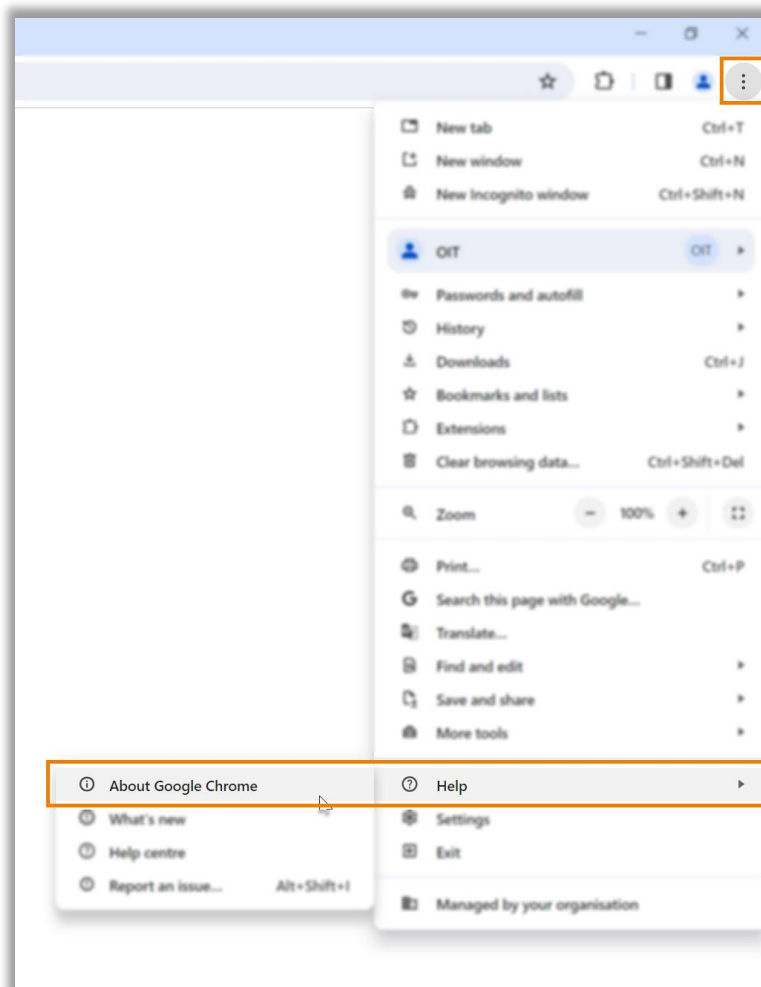 New tab Ctrl+T
New window Ctrl+N
New Incognito window Ctrl+Shift+N
OIT OIT
Passwords and autofill
History
Downloads Ctrl+J
Bookmarks and lists
Extensions
Clear browsing data... Ctrl+Shift+Del
Zoom − 100% +
Print... Ctrl+P
Search this page with Google...
Translate...
Find and edit
Save and share
More tools
Help
About Google Chrome
What's new
Help centre
Report an issue... Alt+Shift+I
Settings
Exit
Managed by your organisation